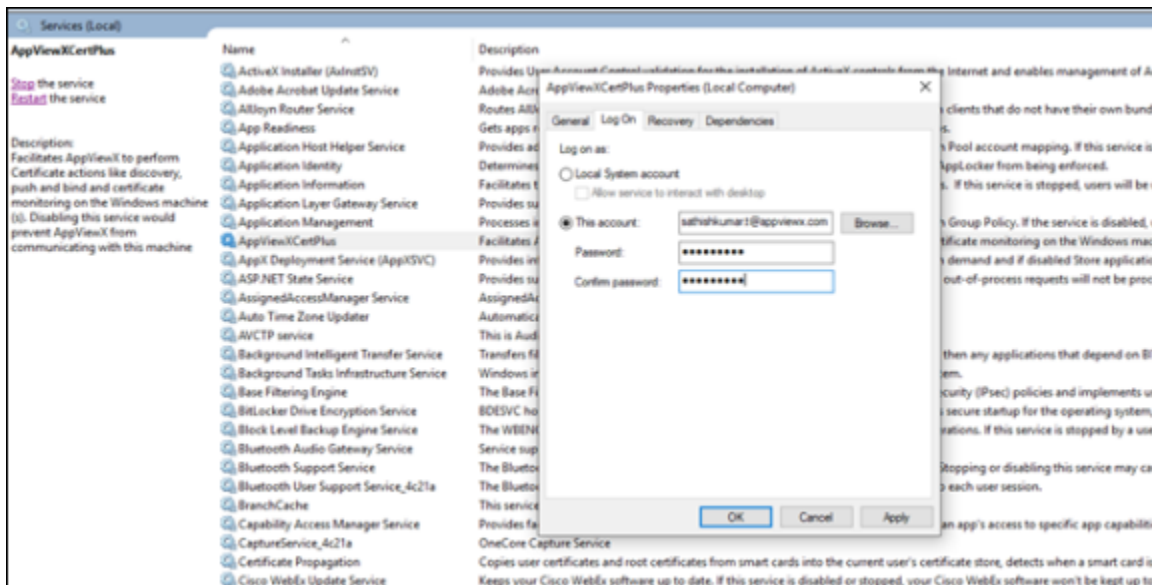 Services (Local)
AppViewXCertPlus
Stop the service
Restart the service
Description:
Facilitates AppViewX to perform
Certificate actions like discovery,
push and bind and certificate
monitoring on the Windows machine
(s). Disabling this service would
prevent AppViewX from
communicating with this machine
Name Description
ActiveX Installer (AxInstSV) Provides User Account Control validation for the installation of ActiveX controls from the Internet and enables management of A
Adobe Acrobat Update Service Adobe Acr
AllJoyn Router Service Routes AllJ clients that do not have their own bund
App Readiness Gets apps r s.
Application Host Helper Service Provides ad n Pool account mapping. If this service is
Application Identity Determines AppLocker from being enforced.
Application Information Facilitates t s. If this service is stopped, users will be
Application Layer Gateway Service Provides su
Application Management Processes in n Group Policy. If the service is disabled,
AppViewXCertPlus Facilitates A tificate monitoring on the Windows mac
AppX Deployment Service (AppXSVC) Provides in n demand and if disabled Store applicatio
ASP.NET State Service Provides su out-of-process requests will not be proc
AssignedAccessManager Service AssignedAc
Auto Time Zone Updater Automatica
AVCTP service This is Aud
Background Intelligent Transfer Service Transfers fil then any applications that depend on BI
Background Tasks Infrastructure Service Windows in em.
Base Filtering Engine The Base Fi curity (IPsec) policies and implements u
BitLocker Drive Encryption Service BDESVC ho s secure startup for the operating system,
Block Level Backup Engine Service The WBENG rations. If this service is stopped by a use
Bluetooth Audio Gateway Service Service sup
Bluetooth Support Service The Bluetoo Stopping or disabling this service may ca
Bluetooth User Support Service_4c21a The Bluetoo o each user session.
BranchCache This service
Capability Access Manager Service Provides fa an app's access to specific app capabiliti
CaptureService_4c21a OneCore Capture Service
Certificate Propagation Copies user certificates and root certificates from smart cards into the current user's certificate store, detects when a smart card i
Cisco WebEx Update Service Keeps your Cisco WebEx software up to date. If this service is disabled or stopped, your Cisco WebEx software won't be kept up to
AppViewXCertPlus Properties (Local Computer)
General Log On Recovery Dependencies
Log on as:
Local System account
Allow service to interact with desktop
This account: sathishkumar.t@appviewx.com Browse...
Password: •••••••••
Confirm password: •••••••••
OK Cancel Apply